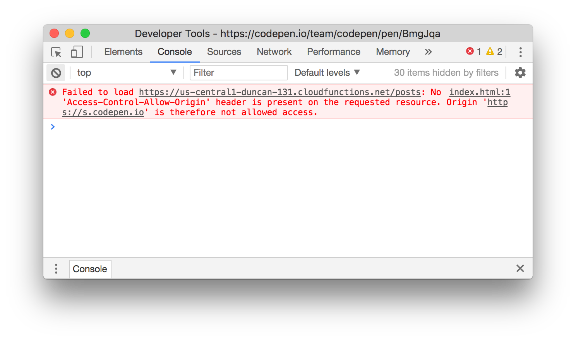 Developer Tools - https://codepen.io/team/codepen/pen/BmgJqa
Elements Console Sources Network Performance Memory » 1 2
top Filter Default levels 30 items hidden by filters
Failed to load https://us-central1-duncan-131.cloudfunctions.net/posts: No index.html:1
'Access-Control-Allow-Origin' header is present on the requested resource. Origin 'http
s://s.codepen.io' is therefore not allowed access.
>
Console